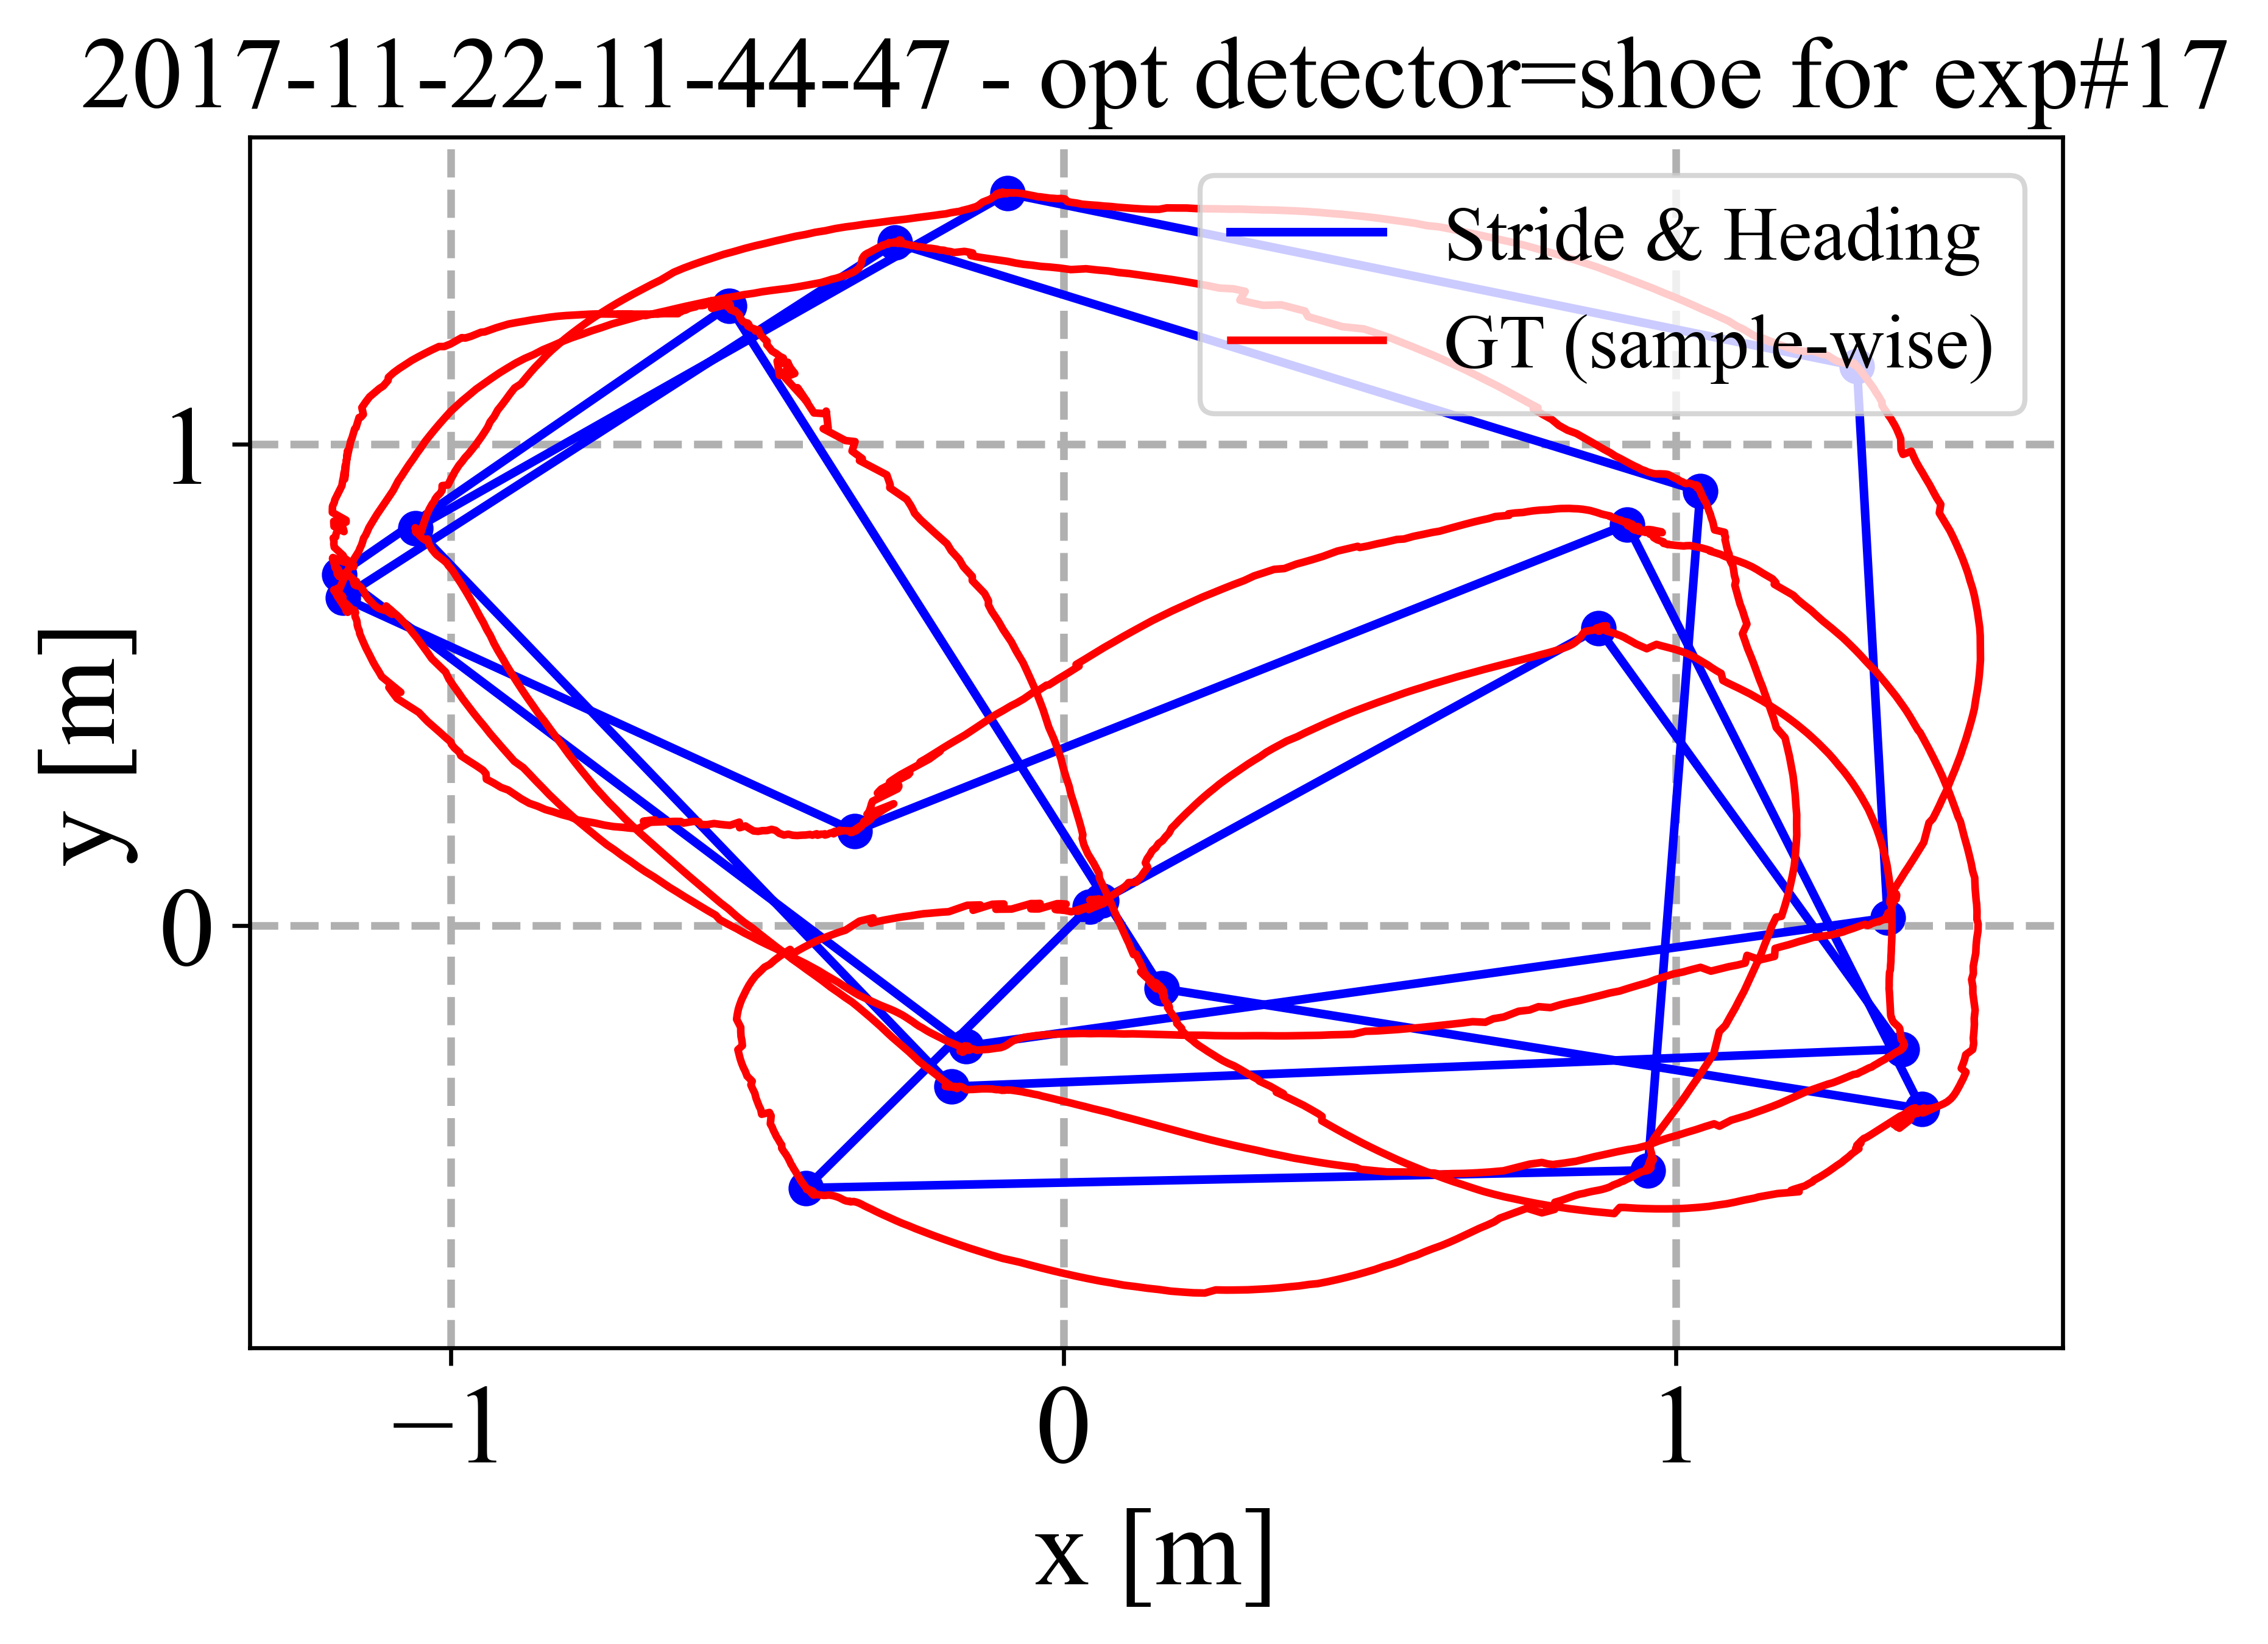 2017-11-22-11-44-47 - opt detector=shoe for exp#17
Stride & Heading
GT (sample-wise)
1
0
y [m]
−1
0
1
x [m]